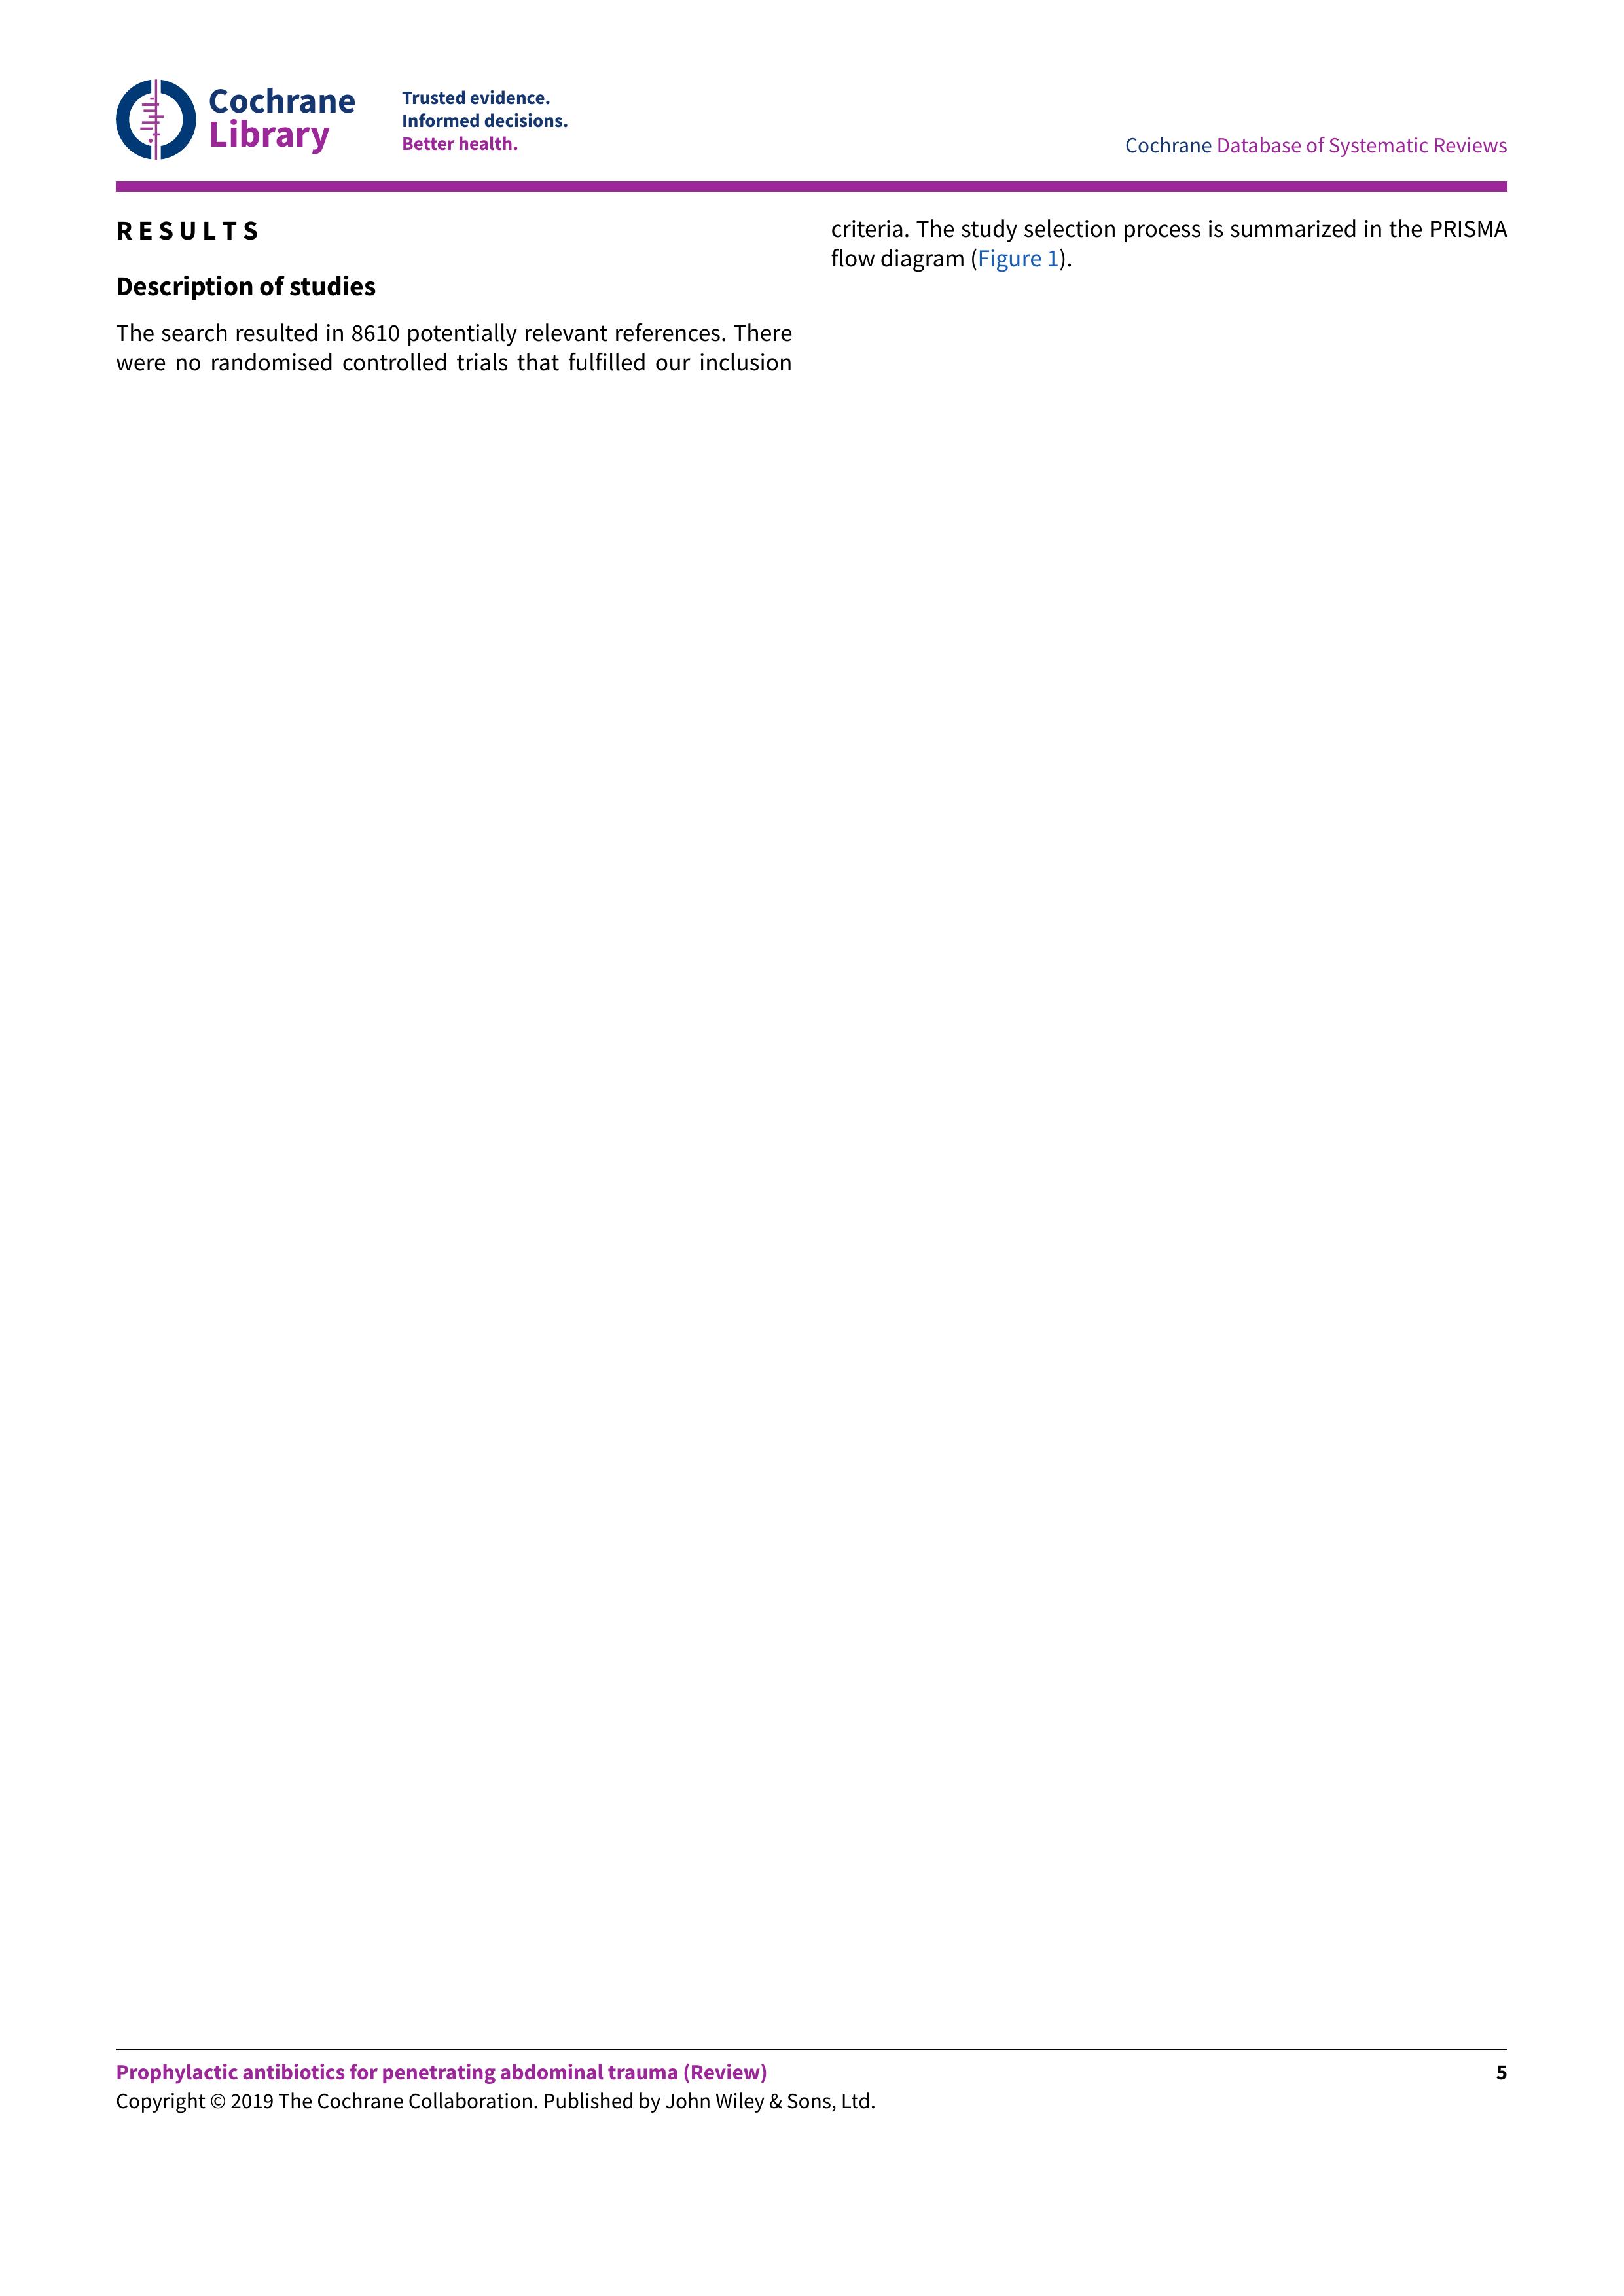 Cochrane
Library
Trusted evidence.
Informed decisions.
Better health.
Cochrane Database of Systematic Reviews
RESULTS
Description of studies
The search resulted in 8610 potentially relevant references. There
were no randomised controlled trials that fulfilled our inclusion
criteria. The study selection process is summarized in the PRISMA
flow diagram (Figure 1).
Prophylactic antibiotics for penetrating abdominal trauma (Review)
5
Copyright © 2019 The Cochrane Collaboration. Published by John Wiley & Sons, Ltd.